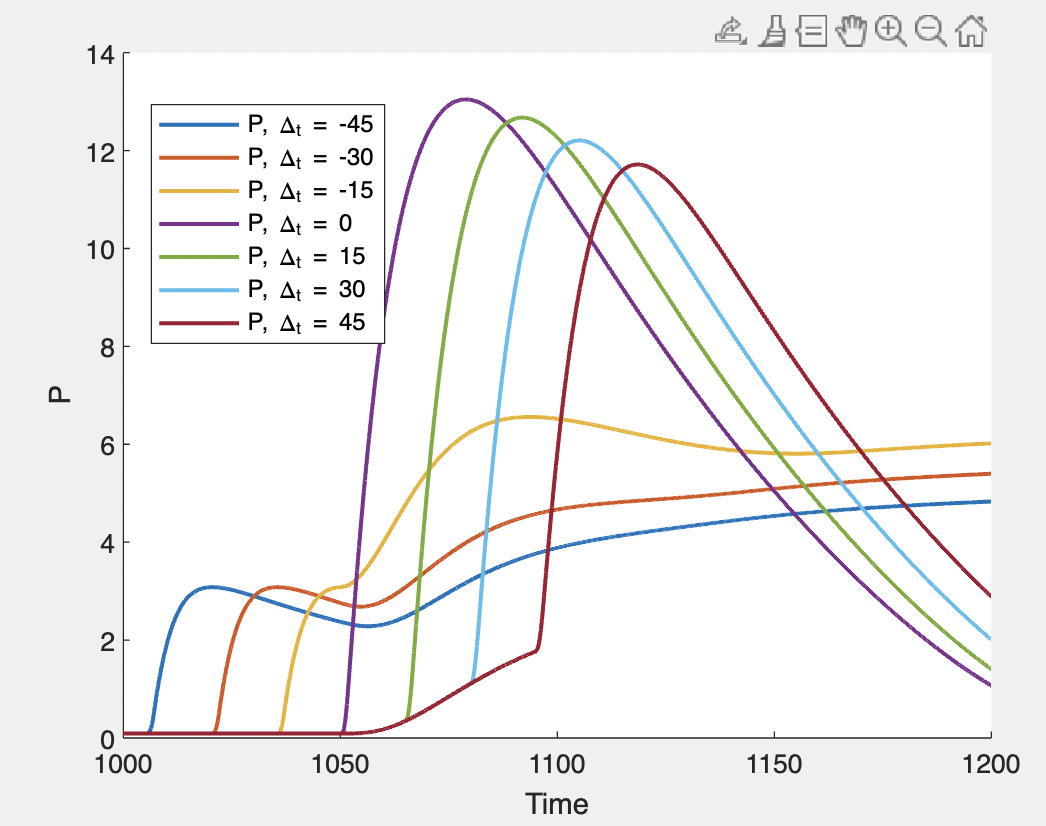 14
12
10
8
6
4
2
0
P
P, Δt = -45
P, Δt = -30
P, Δt = -15
P, Δt = 0
P, Δt = 15
P, Δt = 30
P, Δt = 45
1000 1050 1100 1150 1200
Time